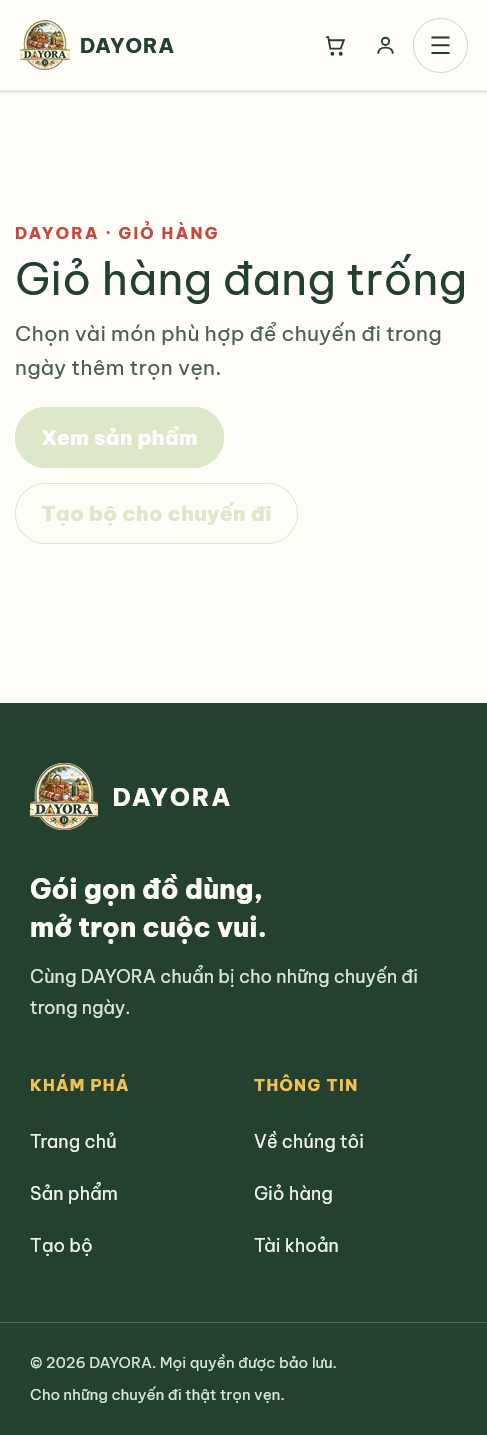 DAYORA
DAYORA
DAYORA · GIỎ HÀNG
Giỏ hàng đang trống
Chọn vài món phù hợp để chuyến đi trong
ngày thêm trọn vẹn.
Xem sản phẩm
Tạo bộ cho chuyến đi
DAYORA
DAYORA
Gói gọn đồ dùng,
mở trọn cuộc vui.
Cùng DAYORA chuẩn bị cho những chuyến đi
trong ngày.
KHÁM PHÁ
Trang chủ
Sản phẩm
Tạo bộ
THÔNG TIN
Về chúng tôi
Giỏ hàng
Tài khoản
© 2026 DAYORA. Mọi quyền được bảo lưu.
Cho những chuyến đi thật trọn vẹn.